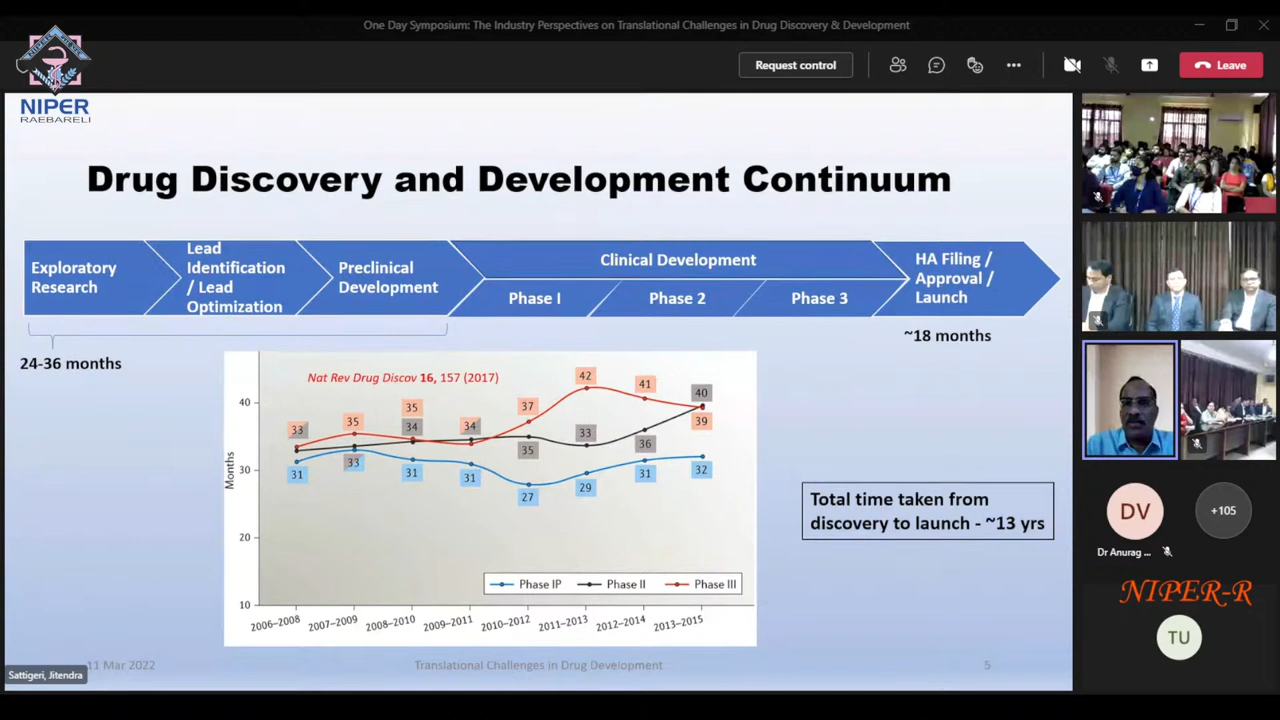 One Day Symposium: The Industry Perspectives on Translational Challenges in Drug Discovery & Development
NIPER
RAEBARELI
Request control
Leave
Drug Discovery and Development Continuum
Exploratory
Research
Lead
Identification
/ Lead
Optimization
Preclinical
Development
Clinical Development
Phase I
Phase 2
Phase 3
HA Filing /
Approval /
Launch
24-36 months
~18 months
Nat Rev Drug Discov 16, 157 (2017)
Months
40
30
20
10
33
35
35
34
37
42
41
39
34
33
35
33
36
40
31
31
31
27
29
31
32
Phase IP
Phase II
Phase III
2006–2008
2007–2009
2008–2010
2009–2011
2010–2012
2011–2013
2012–2014
2013–2015
Total time taken from
discovery to launch - ~13 yrs
11 Mar 2022
Translational Challenges in Drug Development
5
Sattigeri, Jitendra
DV
+105
Dr Anurag ...
NIPER-R
TU